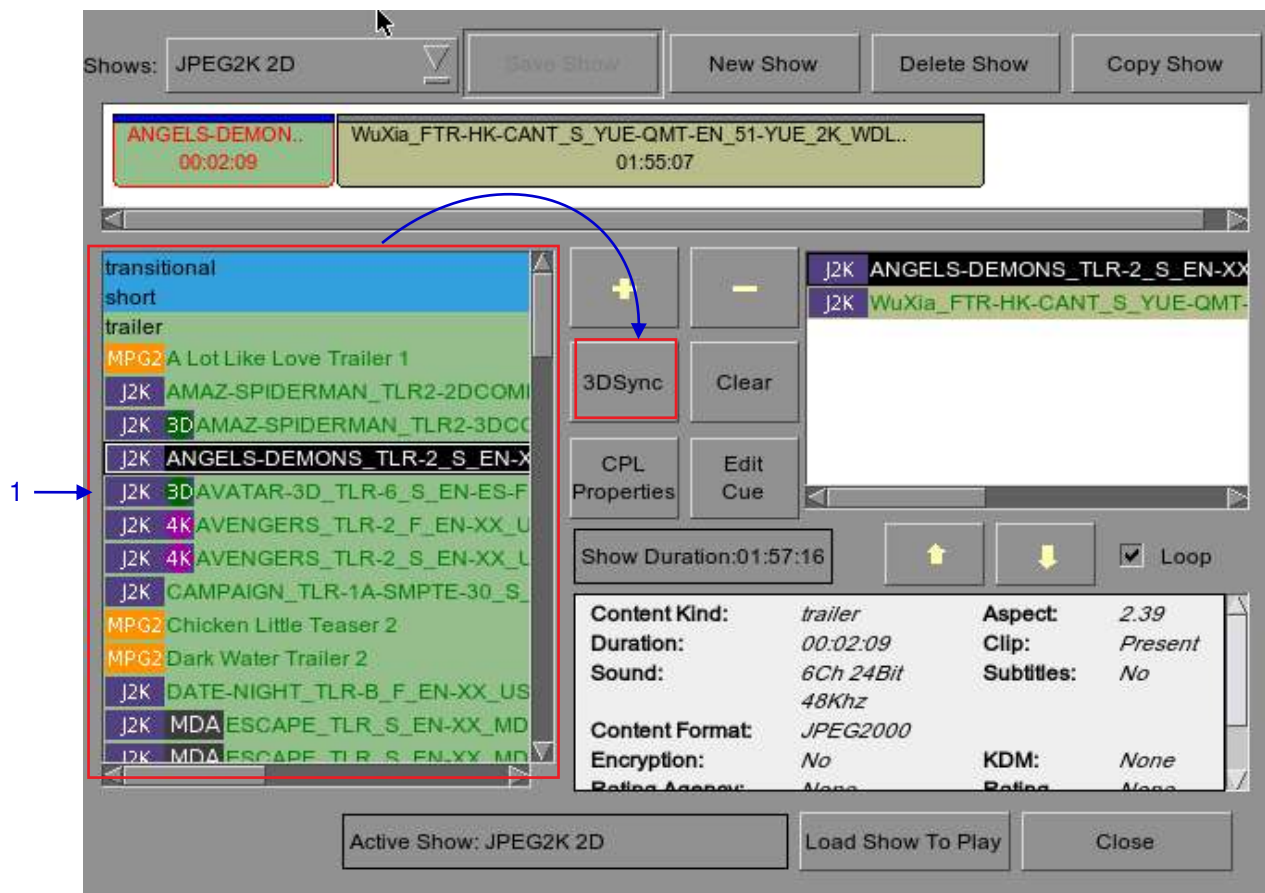 Shows: JPEG2K 2D Save Show New Show Delete Show Copy Show
ANGELS-DEMON.. WuXia_FTR-HK-CANT_S_YUE-QMT-EN_51-YUE_2K_WDL..
00:02:09 01:55:07
transitional
short
trailer
MPG2 A Lot Like Love Trailer 1
J2K AMAZ-SPIDERMAN_TLR2-2DCOM
J2K 3D AMAZ-SPIDERMAN_TLR2-3DCO
J2K ANGELS-DEMONS_TLR-2_S_EN-X
1
J2K 3D AVATAR-3D_TLR-6_S_EN-ES-F
J2K 4K AVENGERS_TLR-2_F_EN-XX_U
J2K 4K AVENGERS_TLR-2_S_EN-XX_U
J2K CAMPAIGN_TLR-1A-SMPTE-30_S_
MPG2 Chicken Little Teaser 2
MPG2 Dark Water Trailer 2
J2K DATE-NIGHT_TLR-B_F_EN-XX_US
J2K MDA ESCAPE_TLR_S_EN-XX_MD
J2K MDA ESCAPE_TLR_S_EN-XX_MD
+ −
3DSync Clear
CPL Properties Edit Cue
J2K ANGELS-DEMONS_TLR-2_S_EN-XX
J2K WuXia_FTR-HK-CANT_S_YUE-QMT-
Show Duration:01:57:16 Loop
Content Kind: trailer Aspect: 2.39
Duration: 00:02:09 Clip: Present
Sound: 6Ch 24Bit Subtitles: No
48Khz
Content Format: JPEG2000
Encryption: No KDM: None
Rating Agency: None Rating None
Active Show: JPEG2K 2D Load Show To Play Close